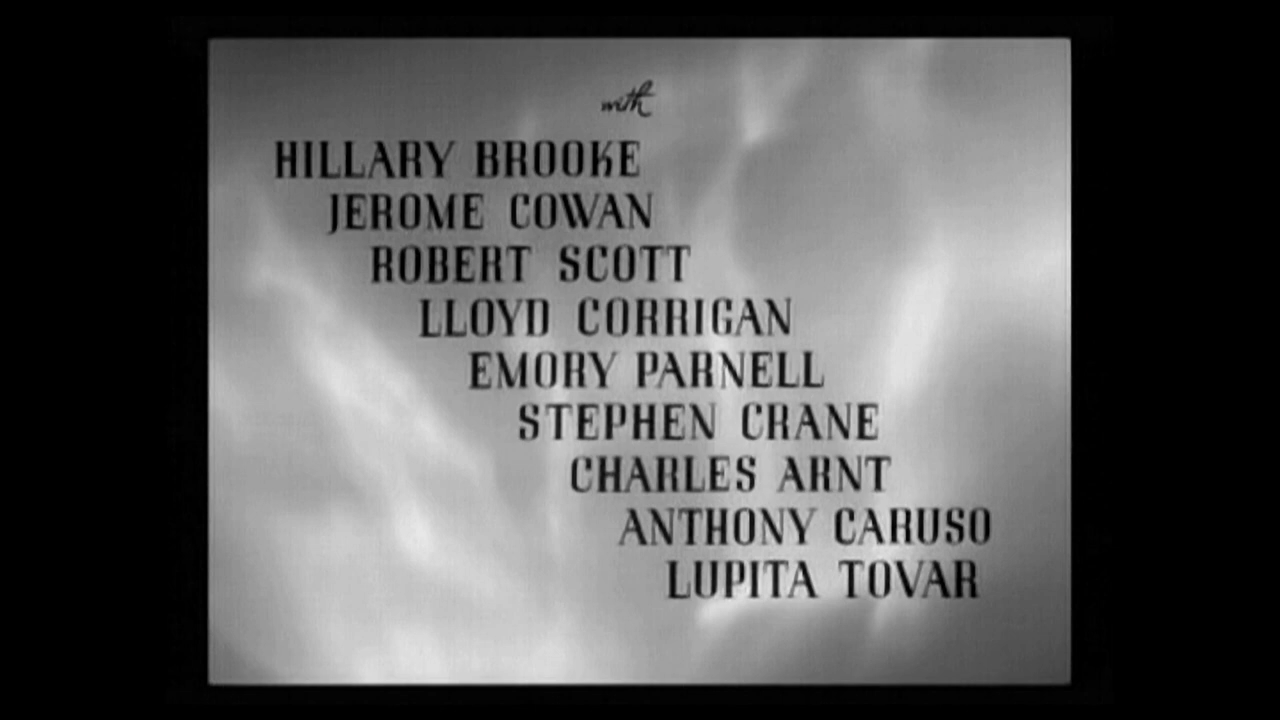 with
HILLARY BROOKE
JEROME COWAN
ROBERT SCOTT
LLOYD CORRIGAN
EMORY PARNELL
STEPHEN CRANE
CHARLES ARNT
ANTHONY CARUSO
LUPITA TOVAR